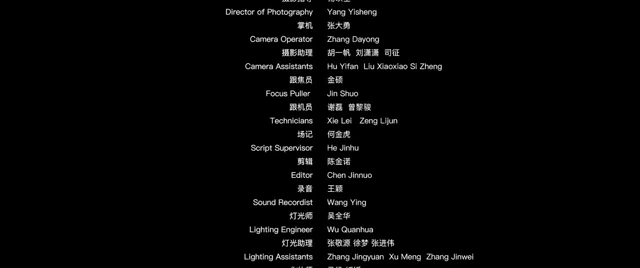 Director of Photography Yang Yisheng
掌机 张大勇
Camera Operator Zhang Dayong
摄影助理 胡一帆 刘潇潇 司征
Camera Assistants Hu Yifan Liu Xiaoxiao Si Zheng
跟焦员 金硕
Focus Puller Jin Shuo
跟机员 谢磊 曾黎骏
Technicians Xie Lei Zeng Lijun
场记 何金虎
Script Supervisor He Jinhu
剪辑 陈金诺
Editor Chen Jinnuo
录音 王颖
Sound Recordist Wang Ying
灯光师 吴全华
Lighting Engineer Wu Quanhua
灯光助理 张敬源 徐梦 张进伟
Lighting Assistants Zhang Jingyuan Xu Meng Zhang Jinwei